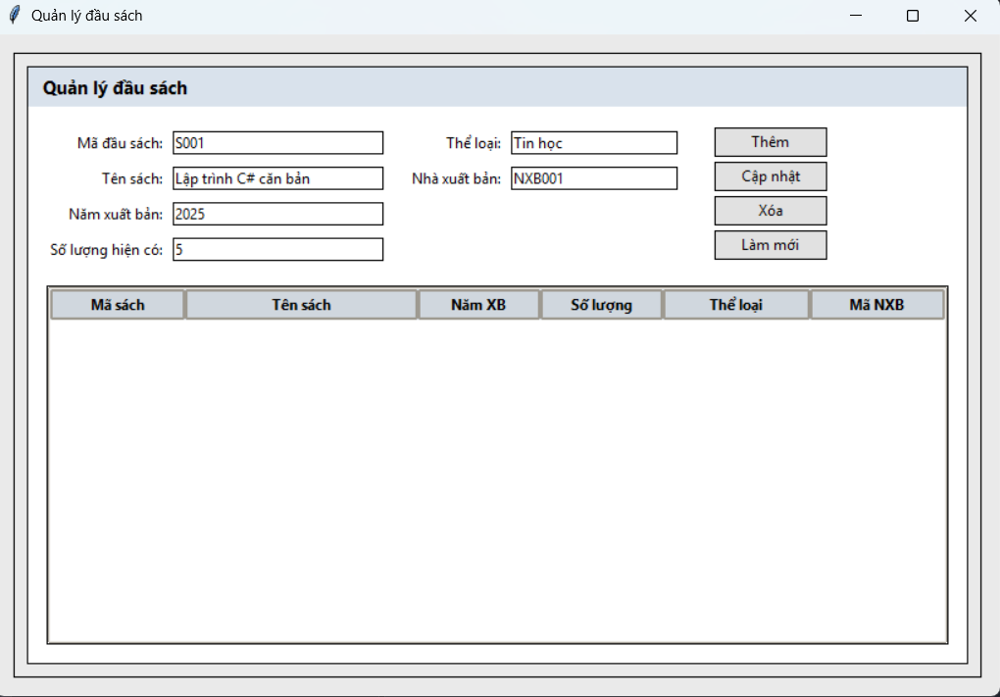 Quản lý đầu sách
Quản lý đầu sách
Mã đầu sách: S001 Thể loại: Tin học Thêm
Tên sách: Lập trình C# căn bản Nhà xuất bản: NXB001 Cập nhật
Năm xuất bản: 2025 Xóa
Số lượng hiện có: 5 Làm mới
Mã sách Tên sách Năm XB Số lượng Thể loại Mã NXB